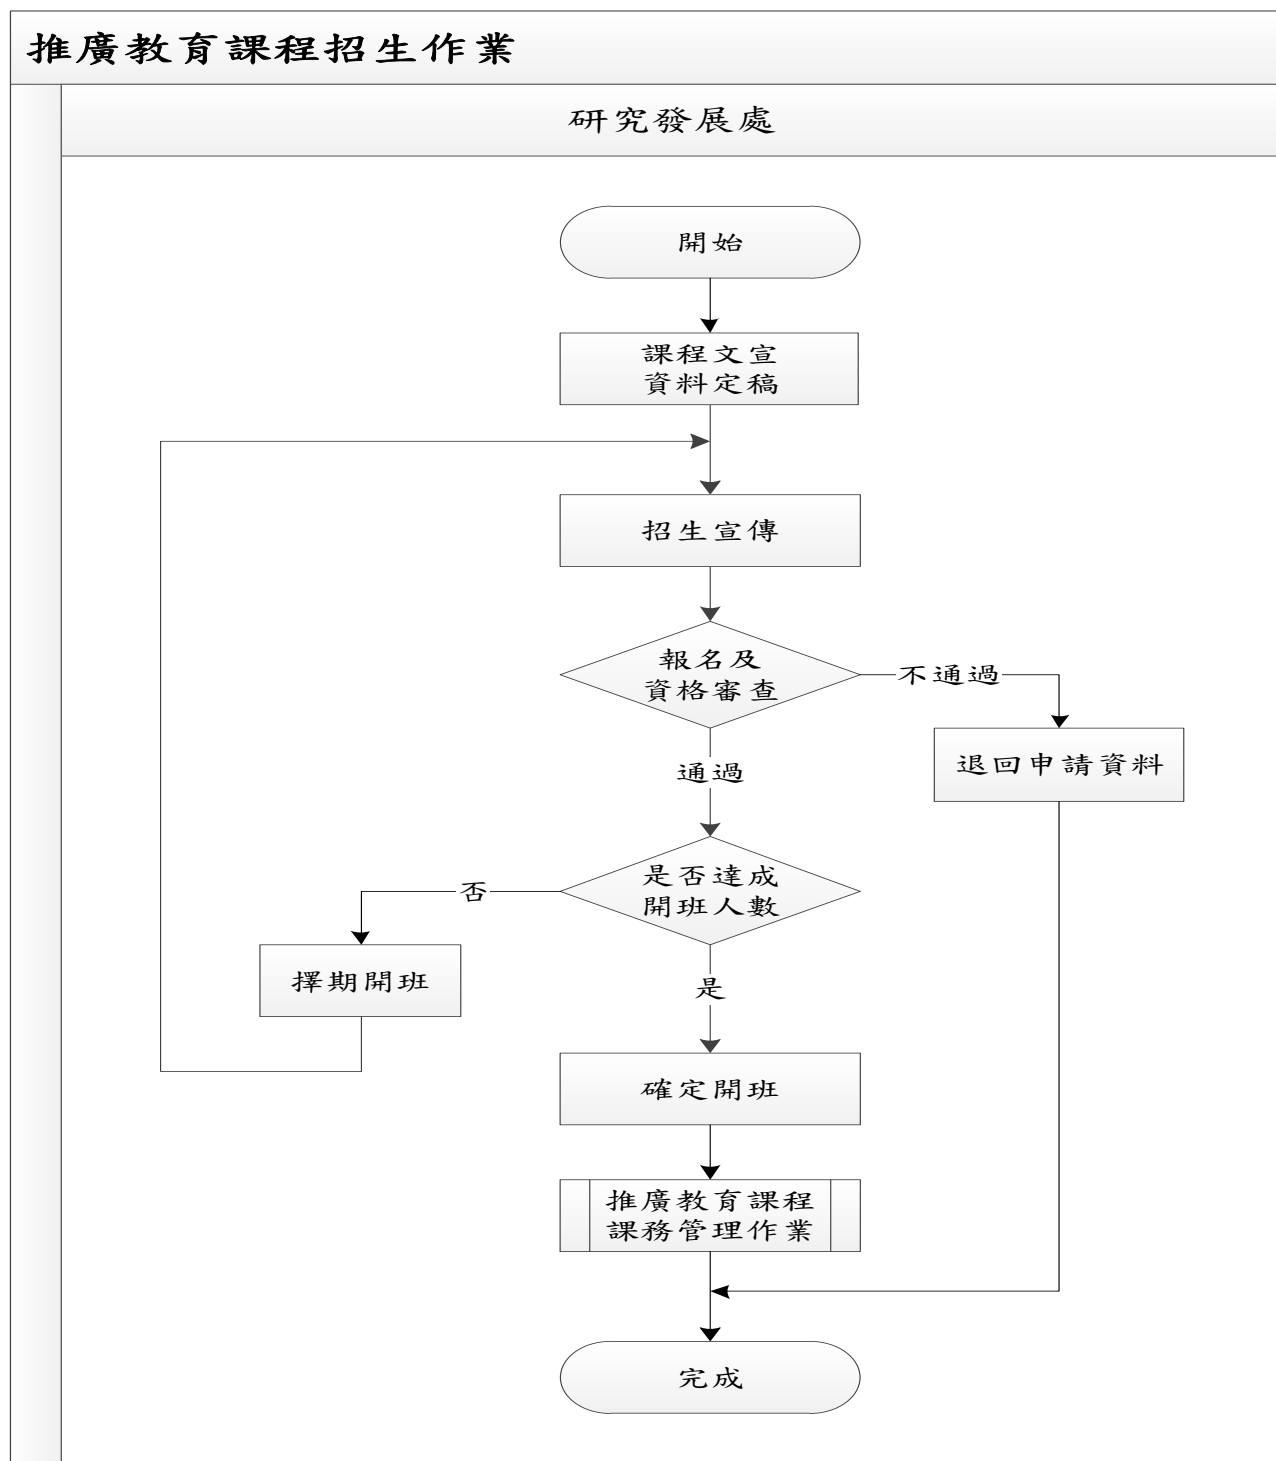 推廣教育課程招生作業
研究發展處
開始
課程文宣
資料定稿
招生宣傳
報名及
資格審查
不通過
退回申請資料
通過
是否達成
開班人數
否
擇期開班
是
確定開班
推廣教育課程
課務管理作業
完成